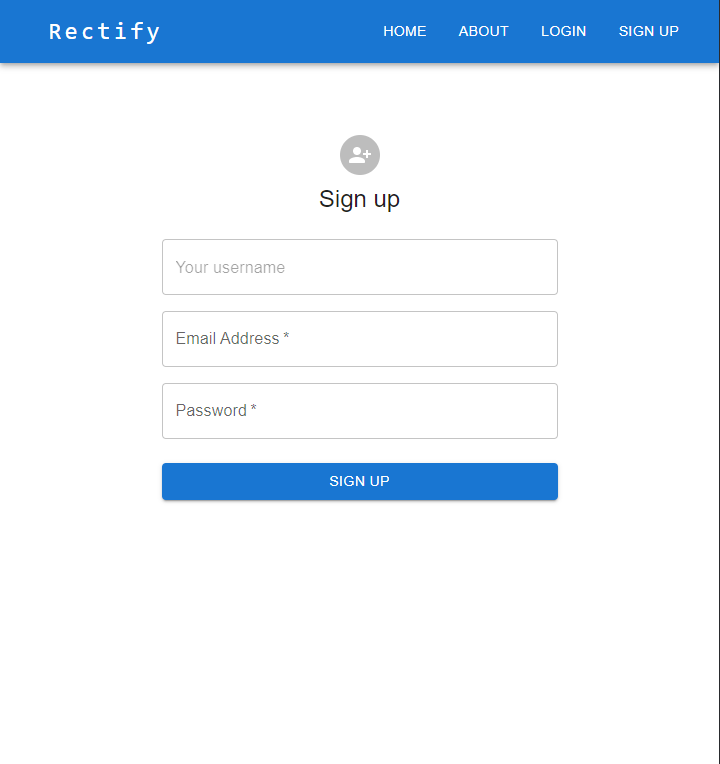 Rectify
HOME ABOUT LOGIN SIGN UP
Sign up
Your username
Email Address *
Password *
SIGN UP